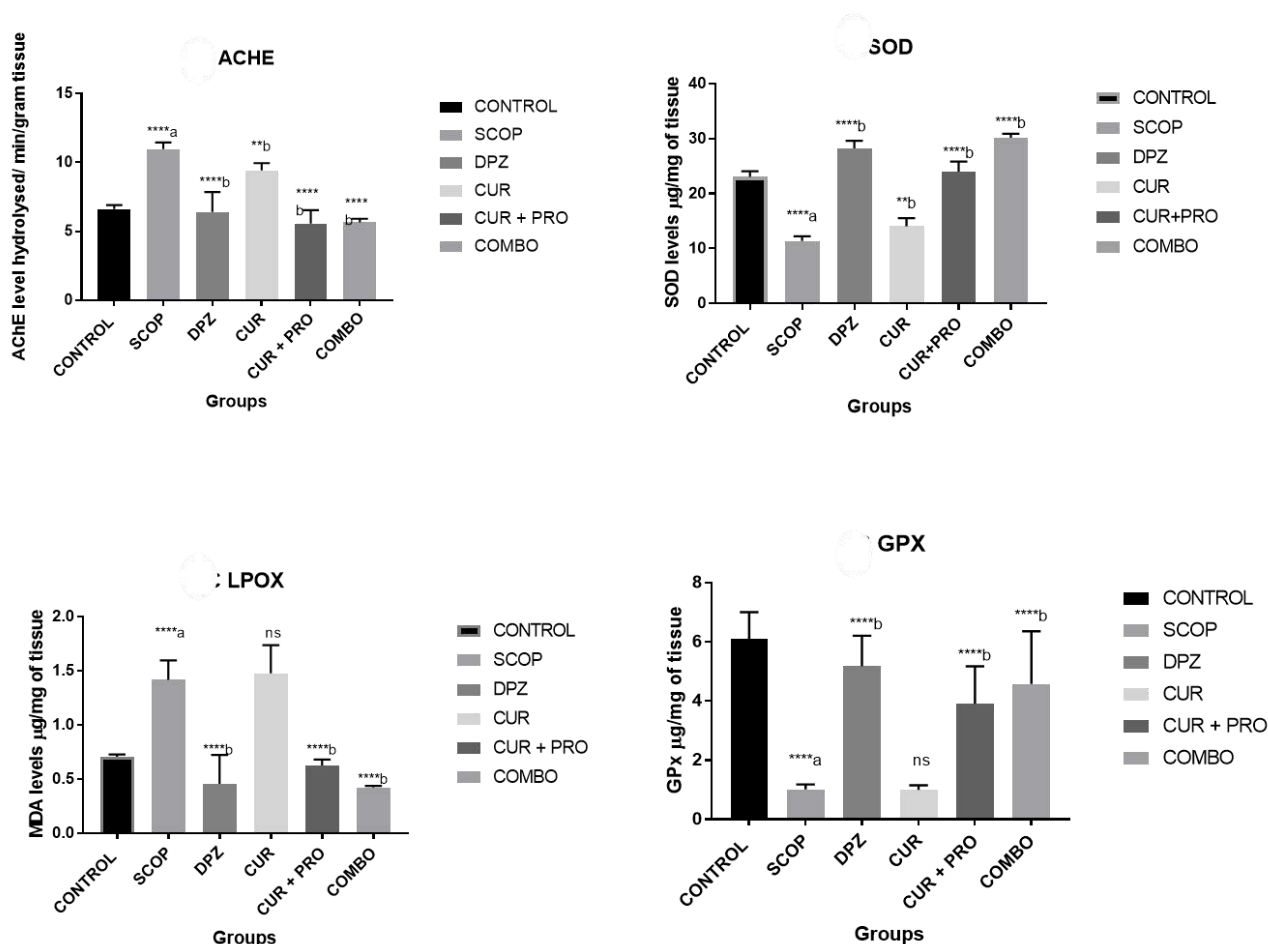 ACHE
AChE level hydrolysed/ min/gram tissue
15
10
5
0
****a
****b
**b
****
b
****
b
CONTROL
SCOP
DPZ
CUR
CUR + PRO
COMBO
Groups
CONTROL
SCOP
DPZ
CUR
CUR + PRO
COMBO
SOD
SOD levels µg/mg of tissue
40
30
20
10
0
****a
****b
**b
****b
****b
CONTROL
SCOP
DPZ
CUR
CUR+PRO
COMBO
Groups
CONTROL
SCOP
DPZ
CUR
CUR+PRO
COMBO
LPOX
MDA levels µg/mg of tissue
2.0
1.5
1.0
0.5
0.0
****a
****b
ns
****b
****b
CONTROL
SCOP
DPZ
CUR
CUR + PRO
COMBO
Groups
CONTROL
SCOP
DPZ
CUR
CUR + PRO
COMBO
GPX
GPx µg/mg of tissue
8
6
4
2
0
****a
****b
ns
****b
****b
CONTROL
SCOP
DPZ
CUR
CUR + PRO
COMBO
Groups
CONTROL
SCOP
DPZ
CUR
CUR + PRO
COMBO